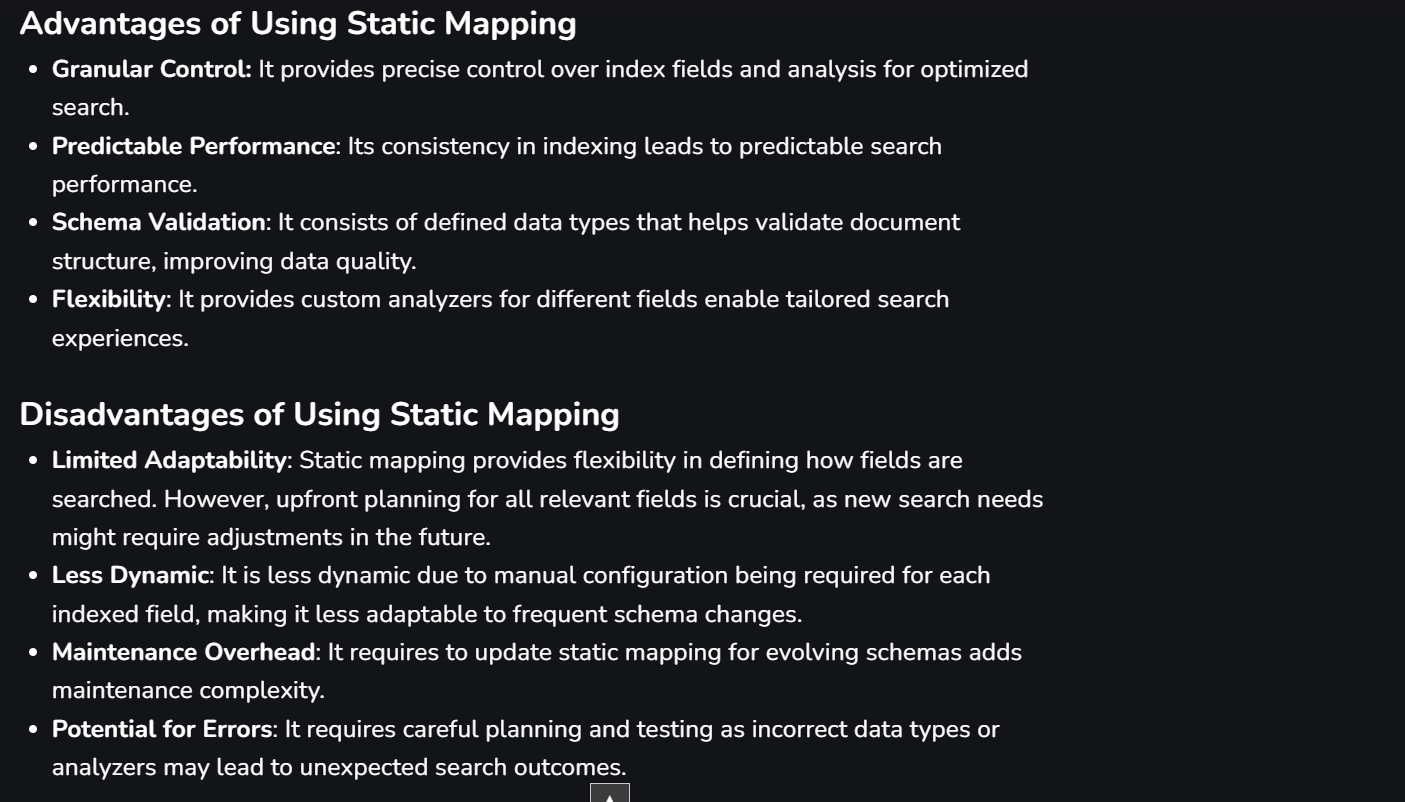 Advantages of Using Static Mapping
• Granular Control: It provides precise control over index fields and analysis for optimized
search.
• Predictable Performance: Its consistency in indexing leads to predictable search
performance.
• Schema Validation: It consists of defined data types that helps validate document
structure, improving data quality.
• Flexibility: It provides custom analyzers for different fields enable tailored search
experiences.
Disadvantages of Using Static Mapping
• Limited Adaptability: Static mapping provides flexibility in defining how fields are
searched. However, upfront planning for all relevant fields is crucial, as new search needs
might require adjustments in the future.
• Less Dynamic: It is less dynamic due to manual configuration being required for each
indexed field, making it less adaptable to frequent schema changes.
• Maintenance Overhead: It requires to update static mapping for evolving schemas adds
maintenance complexity.
• Potential for Errors: It requires careful planning and testing as incorrect data types or
analyzers may lead to unexpected search outcomes.